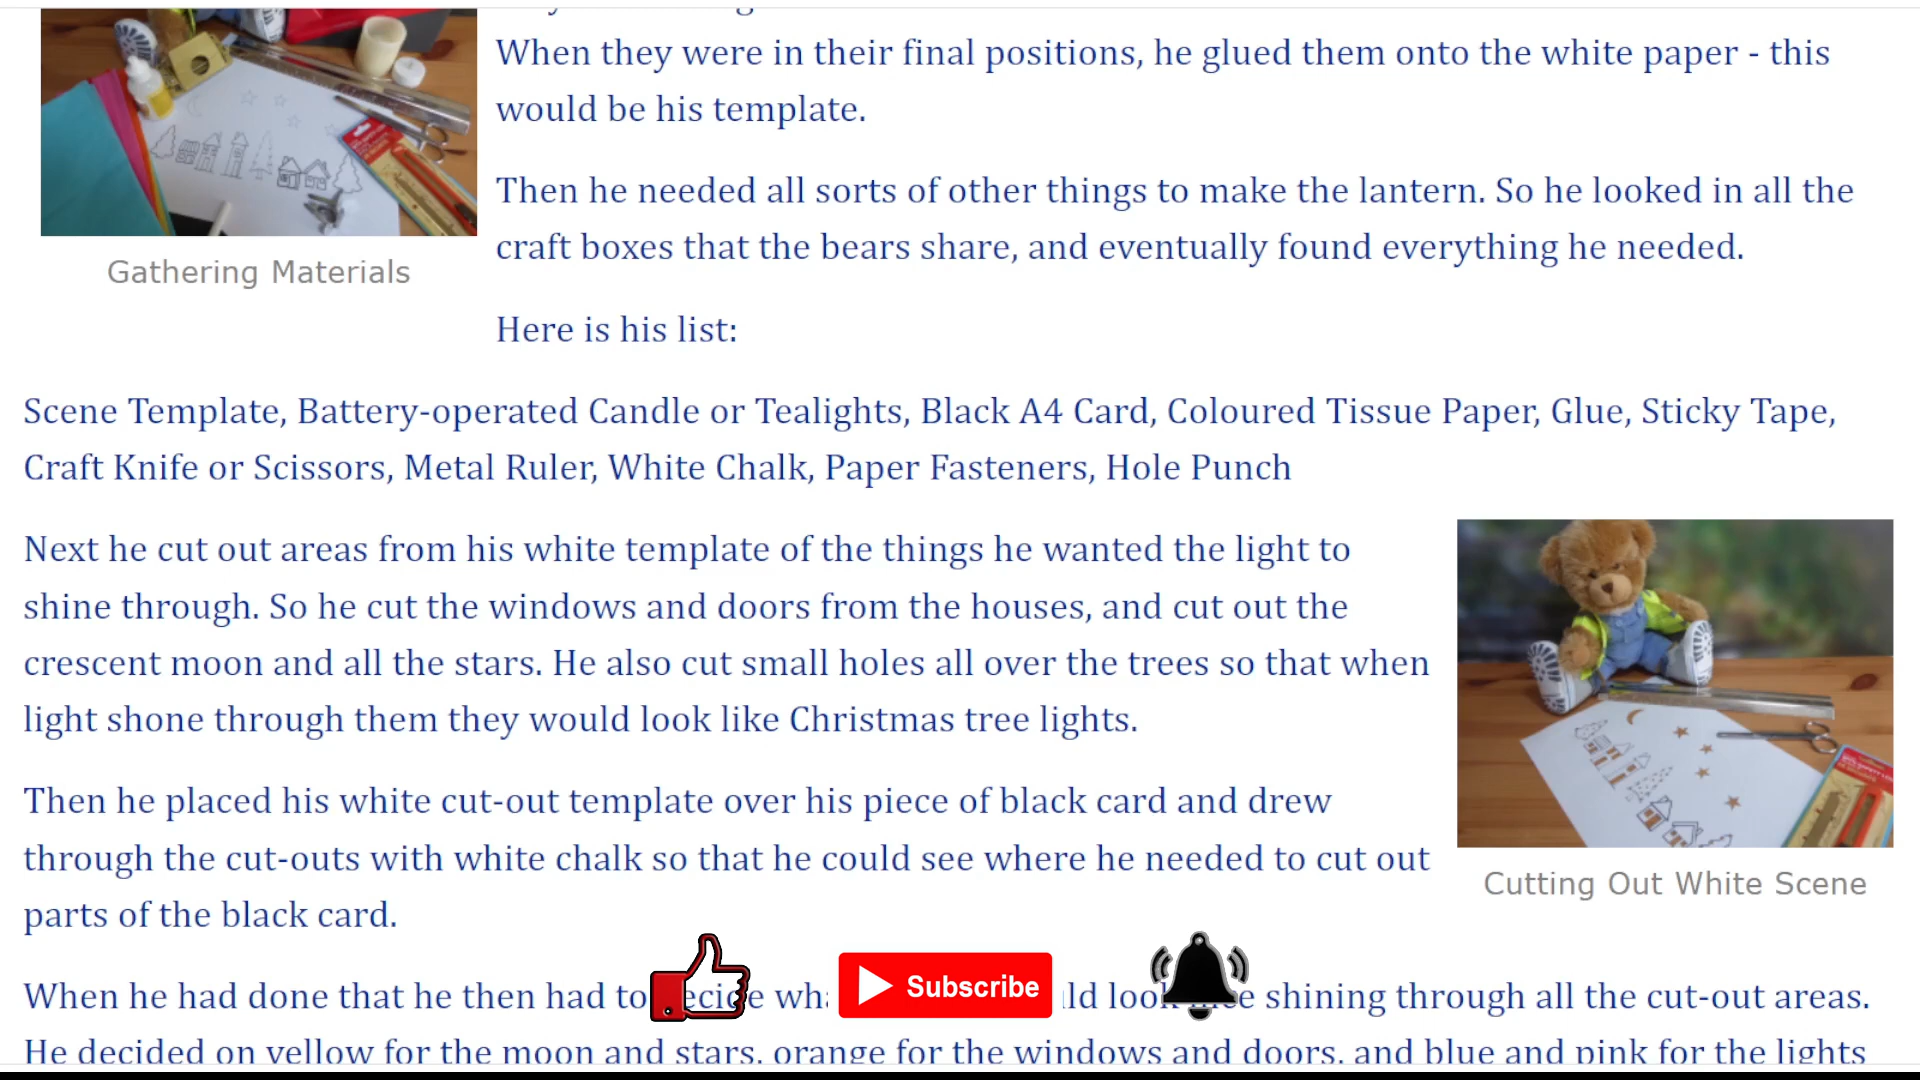 When they were in their final positions, he glued them onto the white paper - this
would be his template.
Then he needed all sorts of other things to make the lantern. So he looked in all the
craft boxes that the bears share, and eventually found everything he needed.
Gathering Materials
Here is his list:
Scene Template, Battery-operated Candle or Tealights, Black A4 Card, Coloured Tissue Paper, Glue, Sticky Tape,
Craft Knife or Scissors, Metal Ruler, White Chalk, Paper Fasteners, Hole Punch
Next he cut out areas from his white template of the things he wanted the light to
shine through. So he cut the windows and doors from the houses, and cut out the
crescent moon and all the stars. He also cut small holes all over the trees so that when
light shone through them they would look like Christmas tree lights.
Then he placed his white cut-out template over his piece of black card and drew
through the cut-outs with white chalk so that he could see where he needed to cut out
parts of the black card.
Cutting Out White Scene
When he had done that he then had to shining through all the cut-out areas.
Subscribe
He decided on yellow for the moon and stars, orange for the windows and doors, and blue and pink for the lights